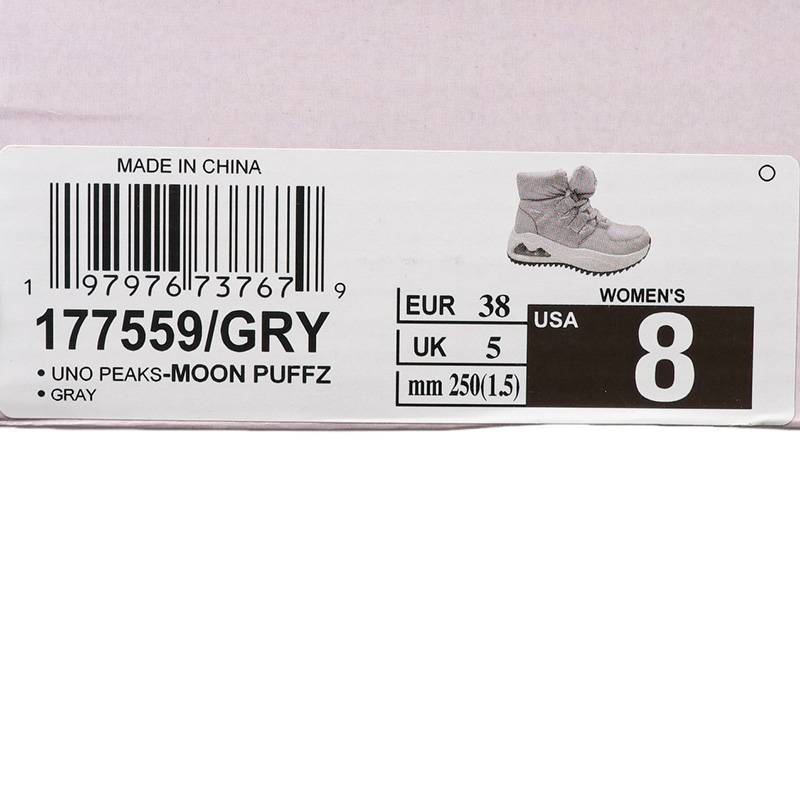 MADE IN CHINA
1 97976 73767 9
177559/GRY
• UNO PEAKS-MOON PUFFZ
• GRAY
EUR 38
UK 5
mm 250(1.5)
WOMEN'S
USA 8